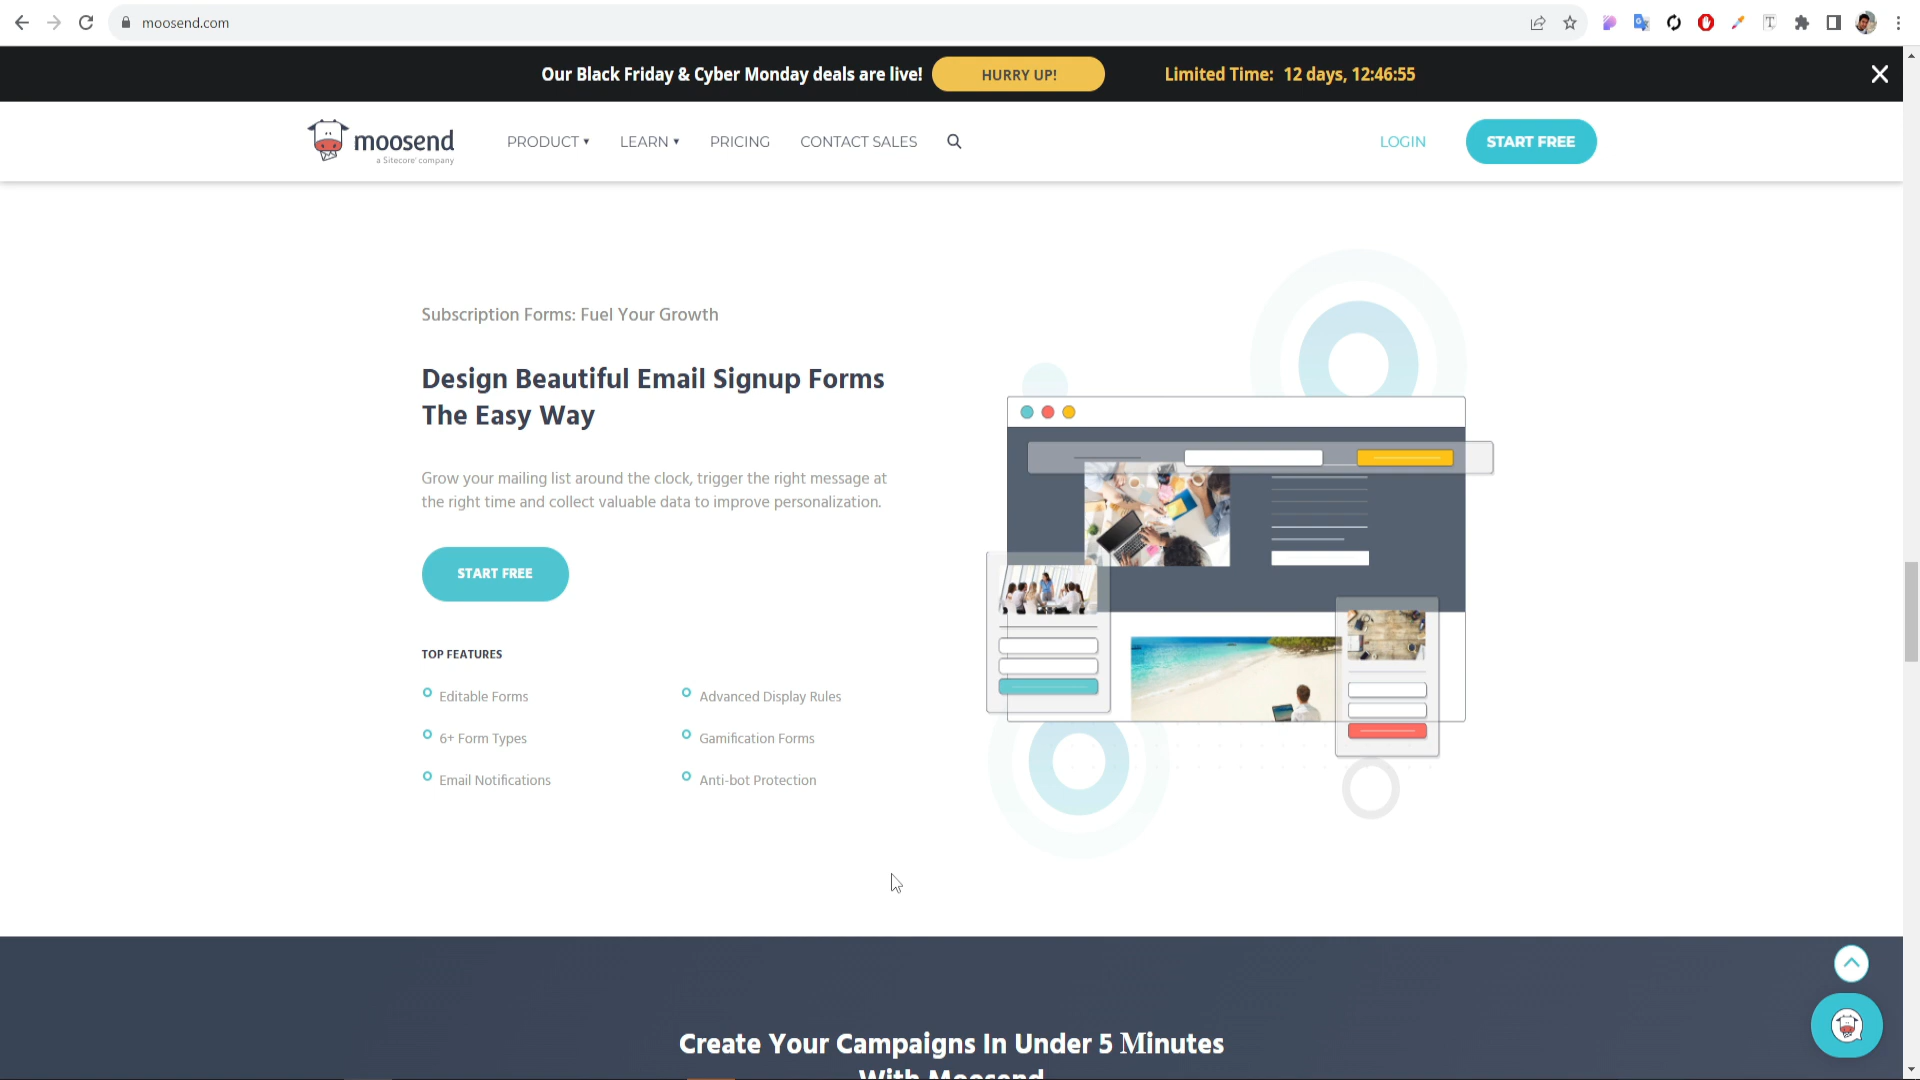 moosend.com
Our Black Friday & Cyber Monday deals are live!
HURRY UP!
Limited Time: 12 days, 12:46:55
moosend
a Sitecore® company
PRODUCT
LEARN
PRICING
CONTACT SALES
LOGIN
START FREE
Subscription Forms: Fuel Your Growth
Design Beautiful Email Signup Forms
The Easy Way
Grow your mailing list around the clock, trigger the right message at
the right time and collect valuable data to improve personalization.
START FREE
TOP FEATURES
Editable Forms
Advanced Display Rules
6+ Form Types
Gamification Forms
Email Notifications
Anti-bot Protection
Create Your Campaigns In Under 5 Minutes
With Moosend